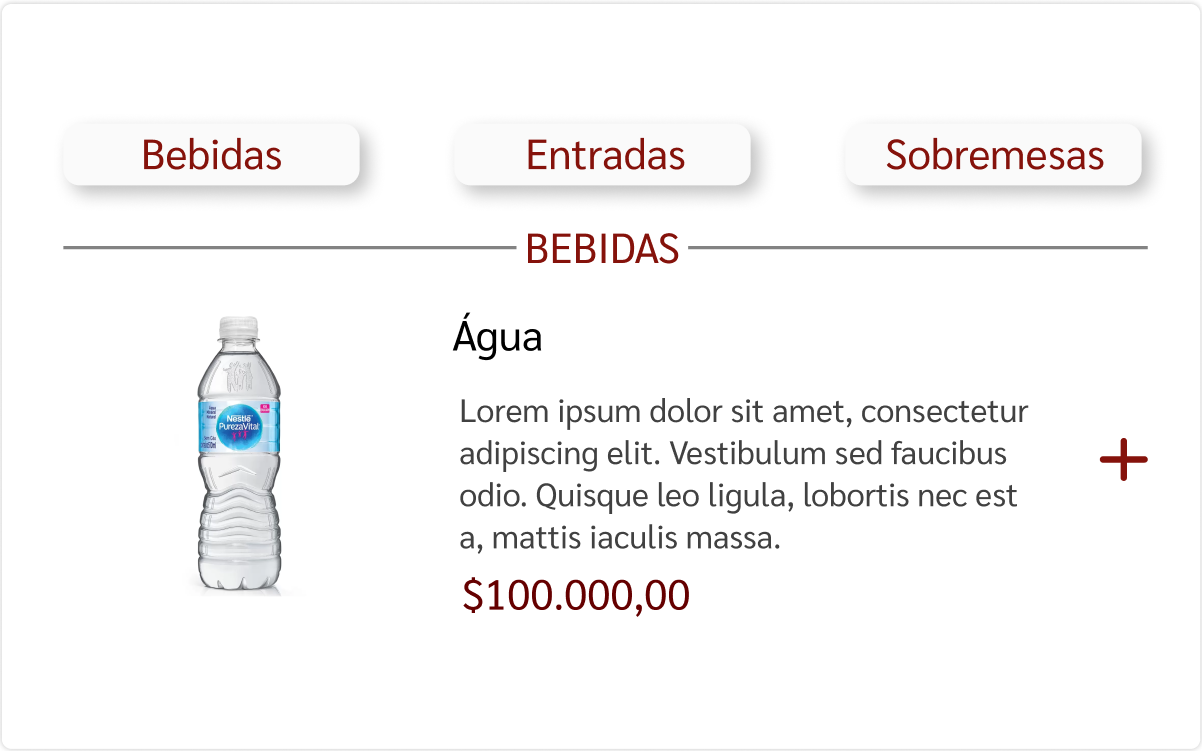 Bebidas
Entradas
Sobremesas
BEBIDAS
Água
Nestlé
PurezaVital
Lorem ipsum dolor sit amet, consectetur
adipiscing elit. Vestibulum sed faucibus
odio. Quisque leo ligula, lobortis nec est
a, mattis iaculis massa.
$100.000,00